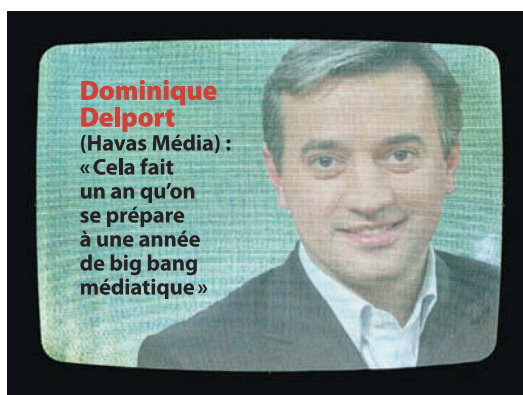 Dominique
Delport
(Havas Média) :
« Cela fait
un an qu'on
se prépare
à une année
de big bang
médiatique »